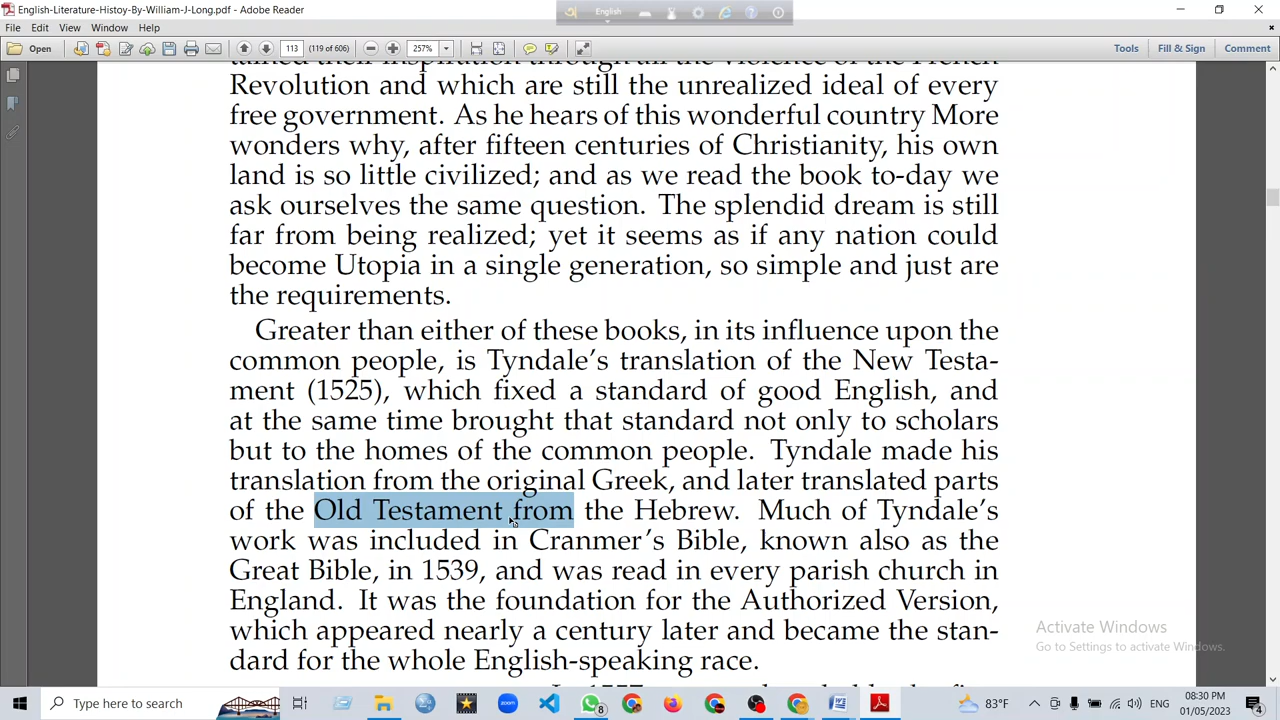 English-Literature-Histoy-By-William-J-Long.pdf - Adobe Reader
English
File Edit View Window Help
Open 113 (119 of 606) 257% Tools Fill & Sign Comment
Revolution and which are still the unrealized ideal of every
free government. As he hears of this wonderful country More
wonders why, after fifteen centuries of Christianity, his own
land is so little civilized; and as we read the book to-day we
ask ourselves the same question. The splendid dream is still
far from being realized; yet it seems as if any nation could
become Utopia in a single generation, so simple and just are
the requirements.
Greater than either of these books, in its influence upon the
common people, is Tyndale's translation of the New Testa-
ment (1525), which fixed a standard of good English, and
at the same time brought that standard not only to scholars
but to the homes of the common people. Tyndale made his
translation from the original Greek, and later translated parts
of the Old Testament from the Hebrew. Much of Tyndale's
work was included in Cranmer's Bible, known also as the
Great Bible, in 1539, and was read in every parish church in
England. It was the foundation for the Authorized Version,
which appeared nearly a century later and became the stan-
dard for the whole English-speaking race.
Activate Windows
Go to Settings to activate Windows.
Type here to search
zoom
8
83°F
ENG
08:30 PM
01/05/2023
4